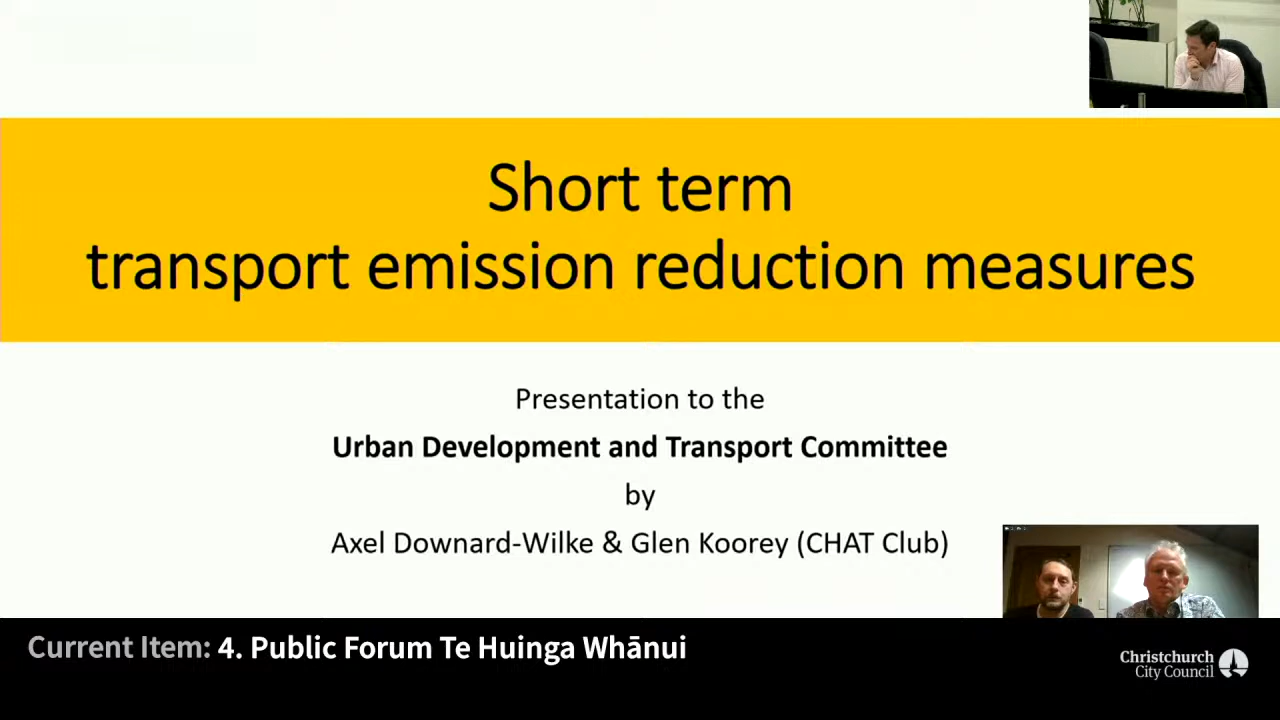 Short term
transport emission reduction measures
Presentation to the
Urban Development and Transport Committee
by
Axel Downard-Wilke & Glen Koorey (CHAT Club)
Current Item: 4. Public Forum Te Huinga Whānui
Christchurch
City Council